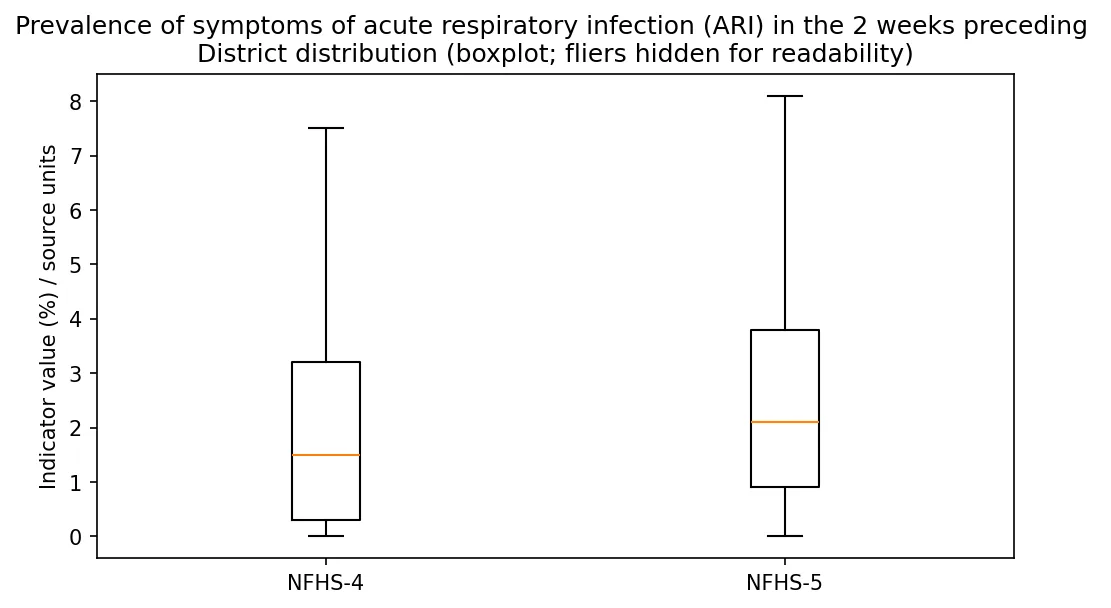 Prevalence of symptoms of acute respiratory infection (ARI) in the 2 weeks preceding
District distribution (boxplot; fliers hidden for readability)
Indicator value (%) / source units
8
7
6
5
4
3
2
1
0
NFHS-4
NFHS-5